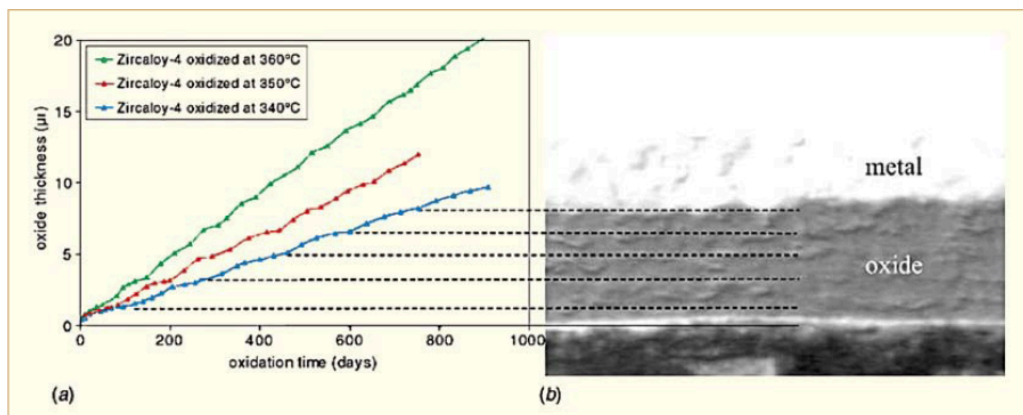 20
15
10
5
0
oxide thickness (µı
Zircaloy-4 oxidized at 360°C
Zircaloy-4 oxidized at 350°C
Zircaloy-4 oxidized at 340°C
0 200 400 600 800 1000
oxidation time (days)
(a)
metal
oxide
(b)